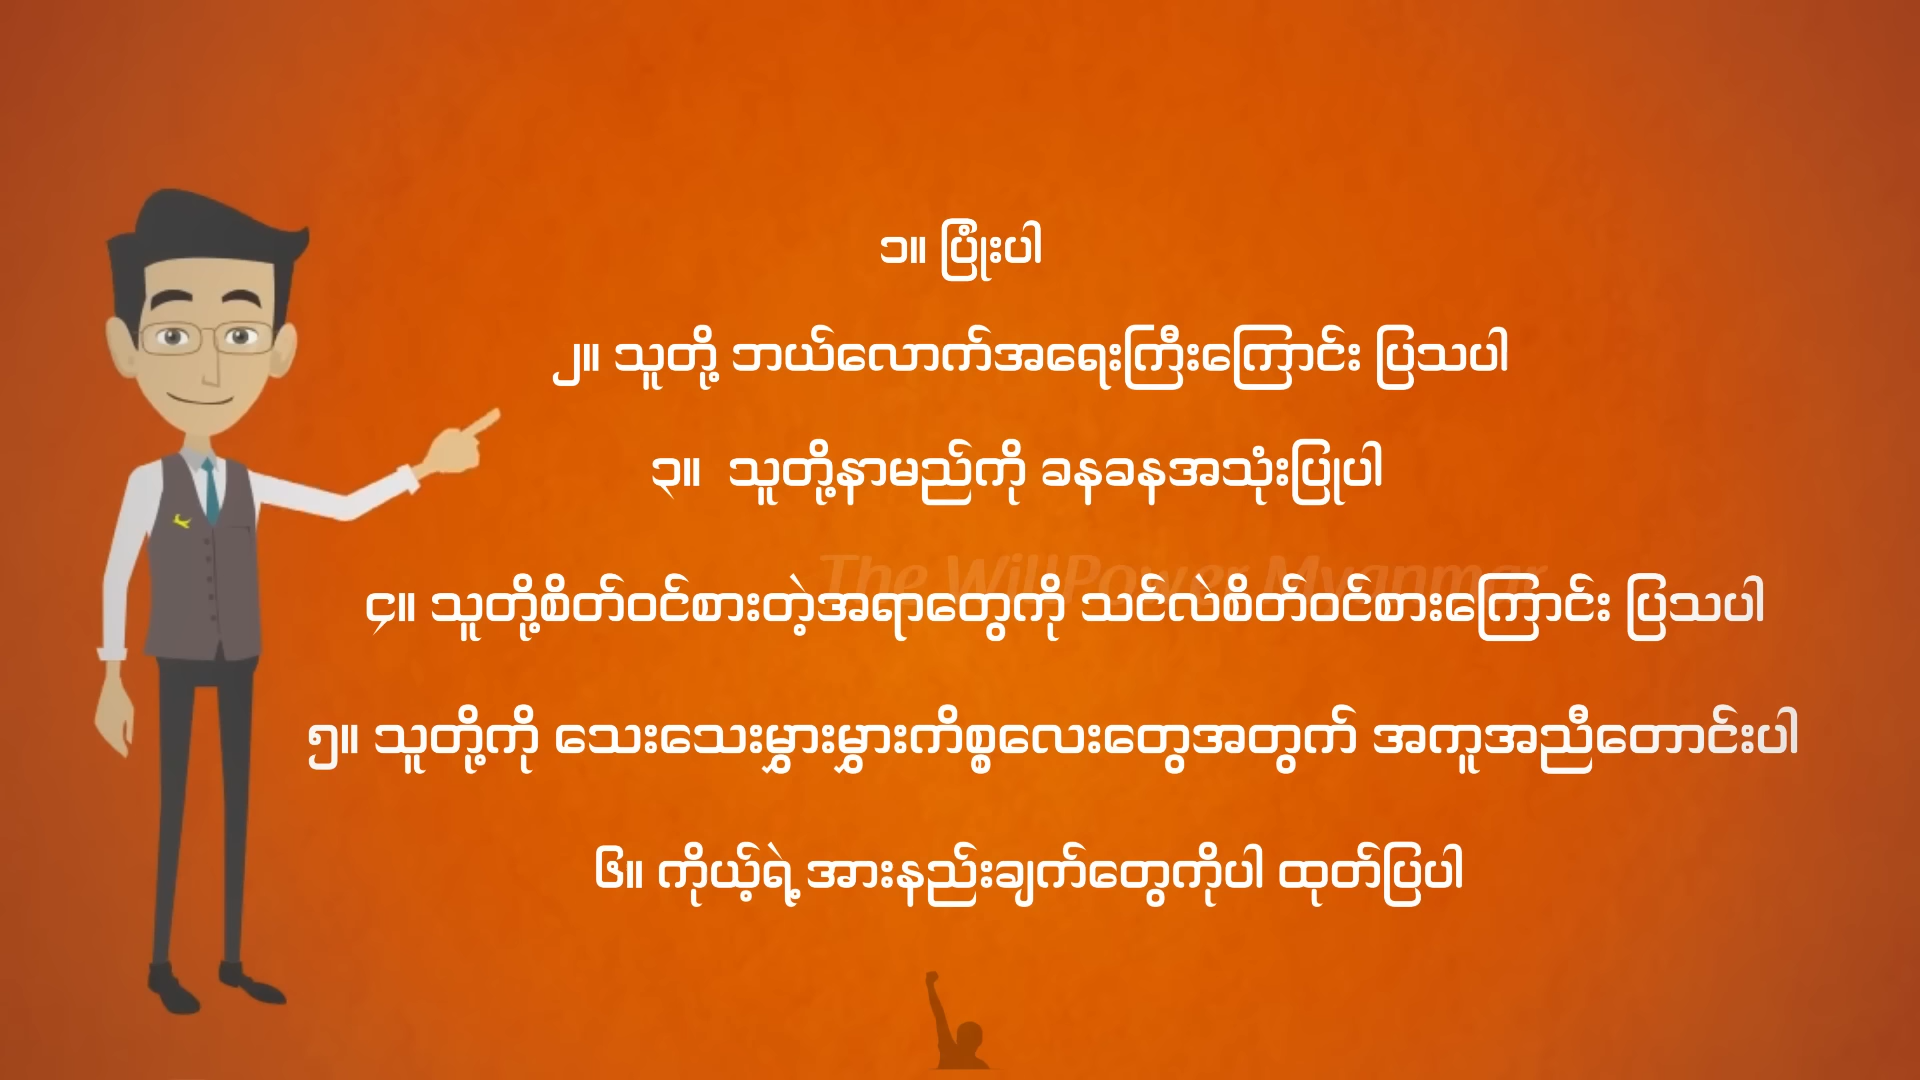 ၁။ ပြုံးပါ
၂။ သူတို့ ဘယ်လောက်အရေးကြီးကြောင်း ပြသပါ
၃။ သူတို့နာမည်ကို ခနခနအသုံးပြုပါ
The WillPower Myanmar
၄။ သူတို့စိတ်ဝင်စားတဲ့အရာတွေကို သင်လဲစိတ်ဝင်စားကြောင်း ပြသပါ
၅။ သူတို့ကို သေးသေးမွှားမွှားကိစ္စလေးတွေအတွက် အကူအညီတောင်းပါ
၆။ ကိုယ့်ရဲ့အားနည်းချက်တွေကိုပါ ထုတ်ပြပါ